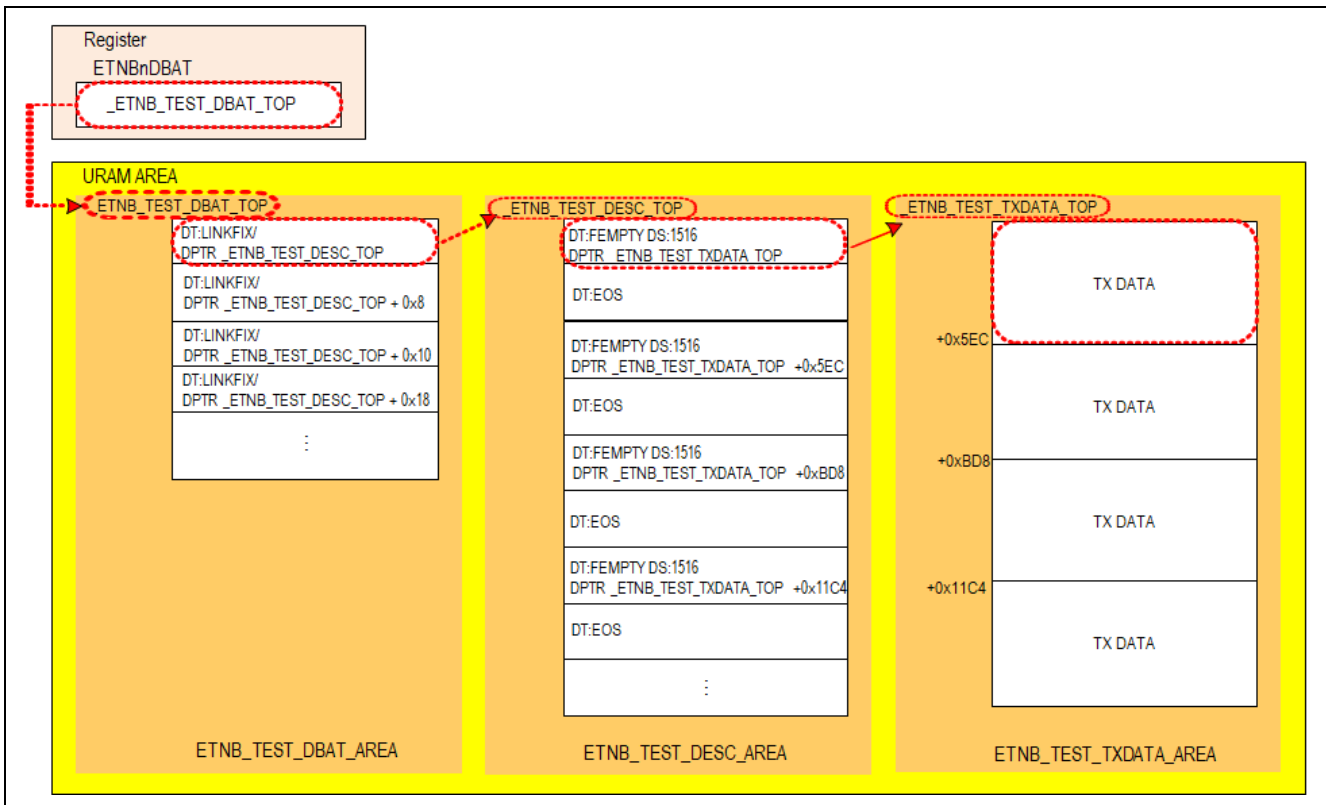 Register
ETNBnDBAT
_ETNB_TEST_DBAT_TOP
URAM AREA
_ETNB_TEST_DBAT_TOP
DT:LINKFIX/
DPTR _ETNB_TEST_DESC_TOP
DT:LINKFIX/
DPTR _ETNB_TEST_DESC_TOP + 0x8
DT:LINKFIX/
DPTR _ETNB_TEST_DESC_TOP + 0x10
DT:LINKFIX/
DPTR _ETNB_TEST_DESC_TOP + 0x18
⋮
ETNB_TEST_DBAT_AREA
_ETNB_TEST_DESC_TOP
DT:FEMPTY DS:1516
DPTR _ETNB_TEST_TXDATA_TOP
DT:EOS
DT:FEMPTY DS:1516
DPTR _ETNB_TEST_TXDATA_TOP +0x5EC
DT:EOS
DT:FEMPTY DS:1516
DPTR _ETNB_TEST_TXDATA_TOP +0xBD8
DT:EOS
DT:FEMPTY DS:1516
DPTR _ETNB_TEST_TXDATA_TOP +0x11C4
DT:EOS
⋮
ETNB_TEST_DESC_AREA
_ETNB_TEST_TXDATA_TOP
TX DATA
+0x5EC
TX DATA
+0xBD8
TX DATA
+0x11C4
TX DATA
ETNB_TEST_TXDATA_AREA